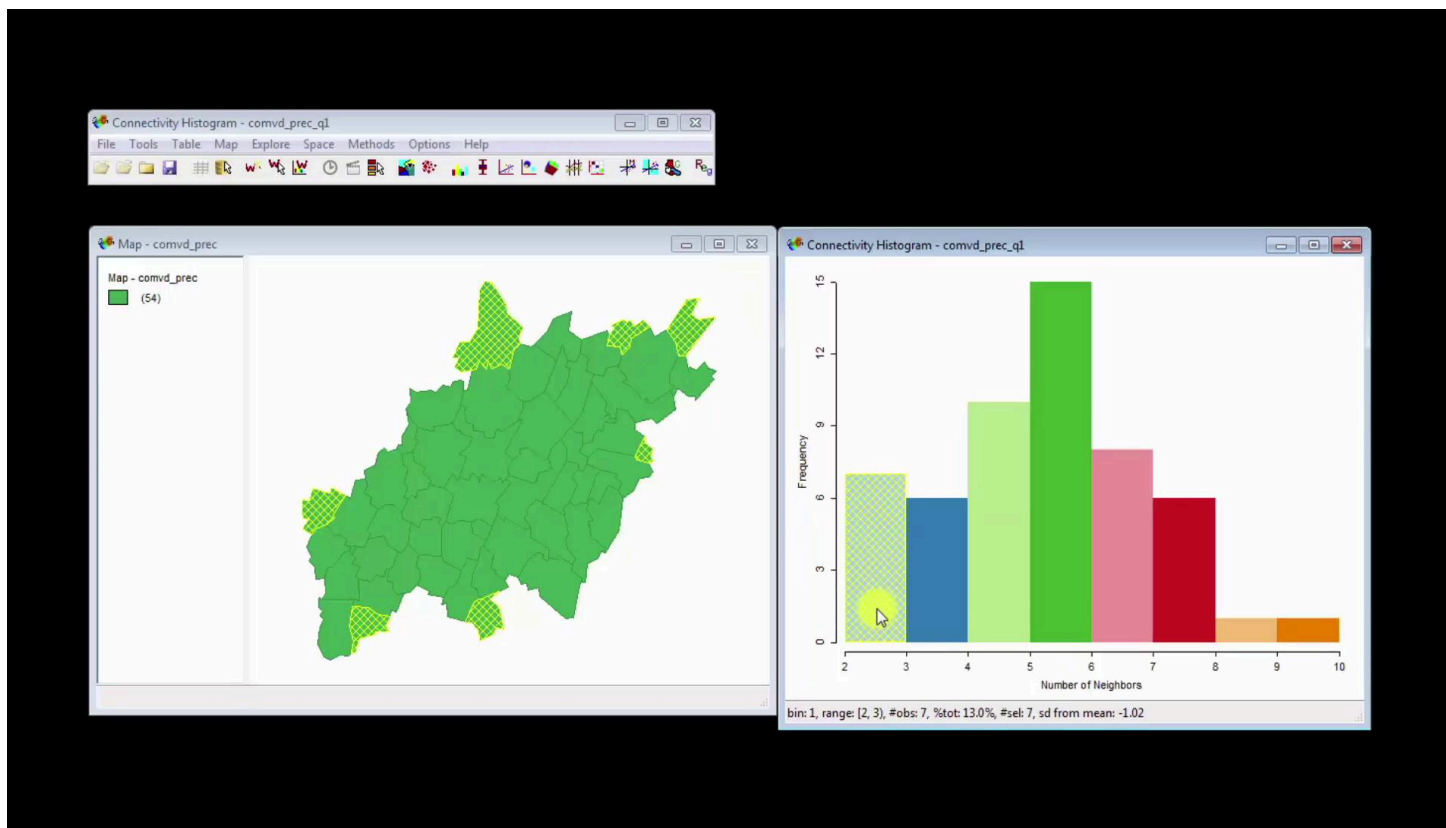 Connectivity Histogram - comvd_prec_q1
File Tools Table Map Explore Space Methods Options Help
W W W Reg
Map - comvd_prec
Map - comvd_prec
(54)
Connectivity Histogram - comvd_prec_q1
15
12
9
6
3
0
Frequency
2 3 4 5 6 7 8 9 10
Number of Neighbors
bin: 1, range: [2, 3), #obs: 7, %tot: 13.0%, #sel: 7, sd from mean: -1.02